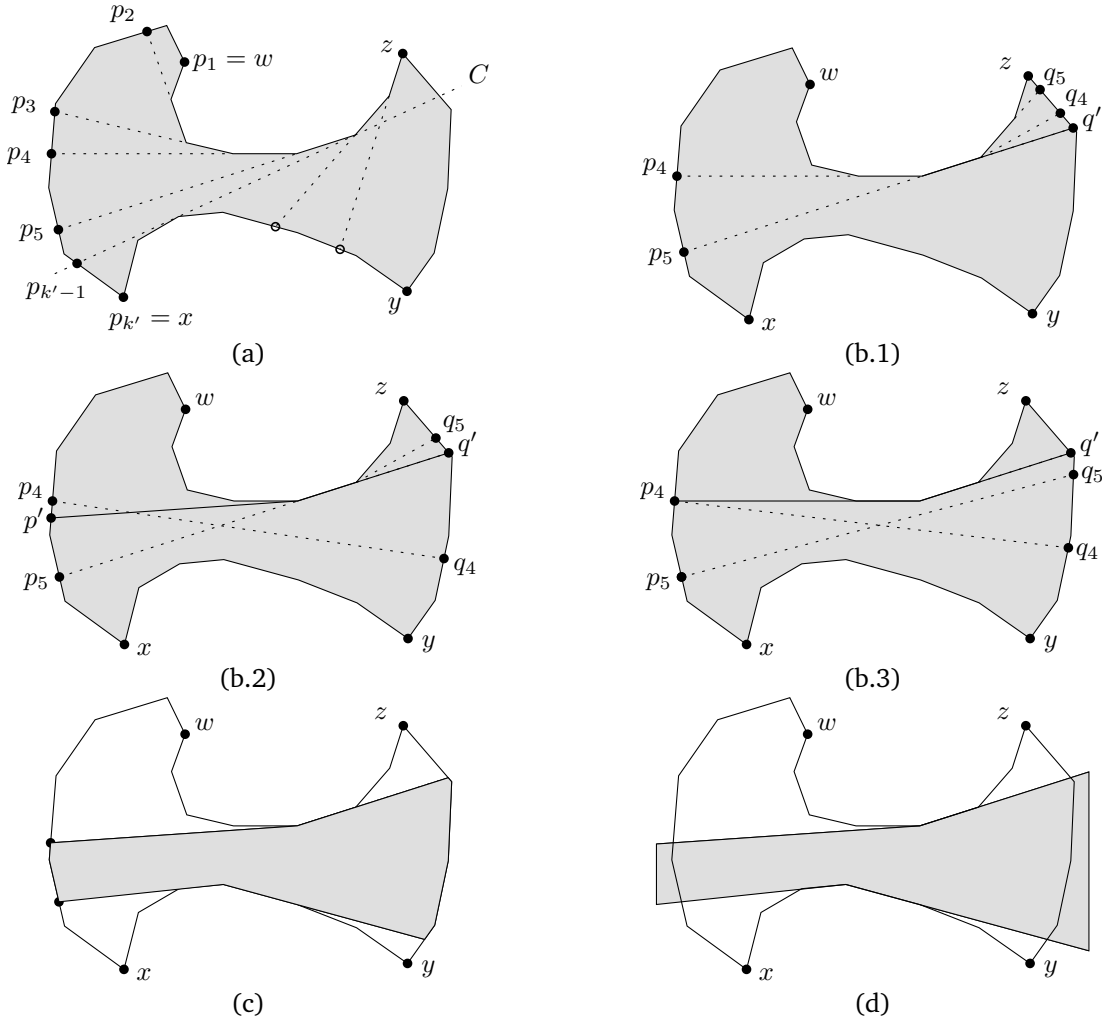 p₂
z
p₁ = w
C
p₃
p₄
p₅
pₖ′₋₁
pₖ′ = x
y
(a)
z
q₅
w
q₄
q′
p₄
p₅
x
y
(b.1)
z
w
q₅
q′
p₄
p′
q₄
p₅
x
y
(b.2)
z
w
q′
q₅
p₄
q₄
p₅
x
y
(b.3)
z
w
x
y
(c)
z
w
x
y
(d)